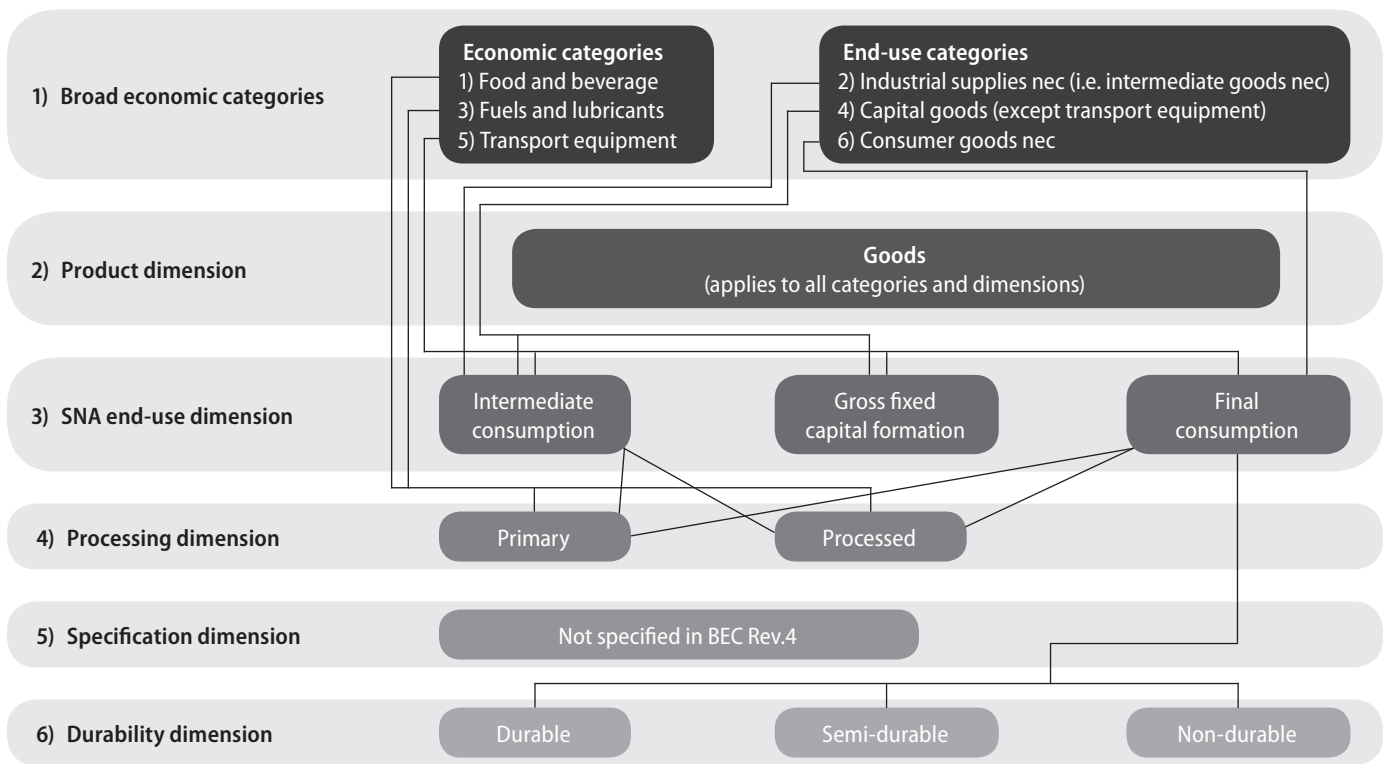 1) Broad economic categories
Economic categories
1) Food and beverage
3) Fuels and lubricants
5) Transport equipment
End-use categories
2) Industrial supplies nec (i.e. intermediate goods nec)
4) Capital goods (except transport equipment)
6) Consumer goods nec
2) Product dimension
Goods
(applies to all categories and dimensions)
3) SNA end-use dimension
Intermediate
consumption
Gross fixed
capital formation
Final
consumption
4) Processing dimension
Primary
Processed
5) Specification dimension
Not specified in BEC Rev.4
6) Durability dimension
Durable
Semi-durable
Non-durable